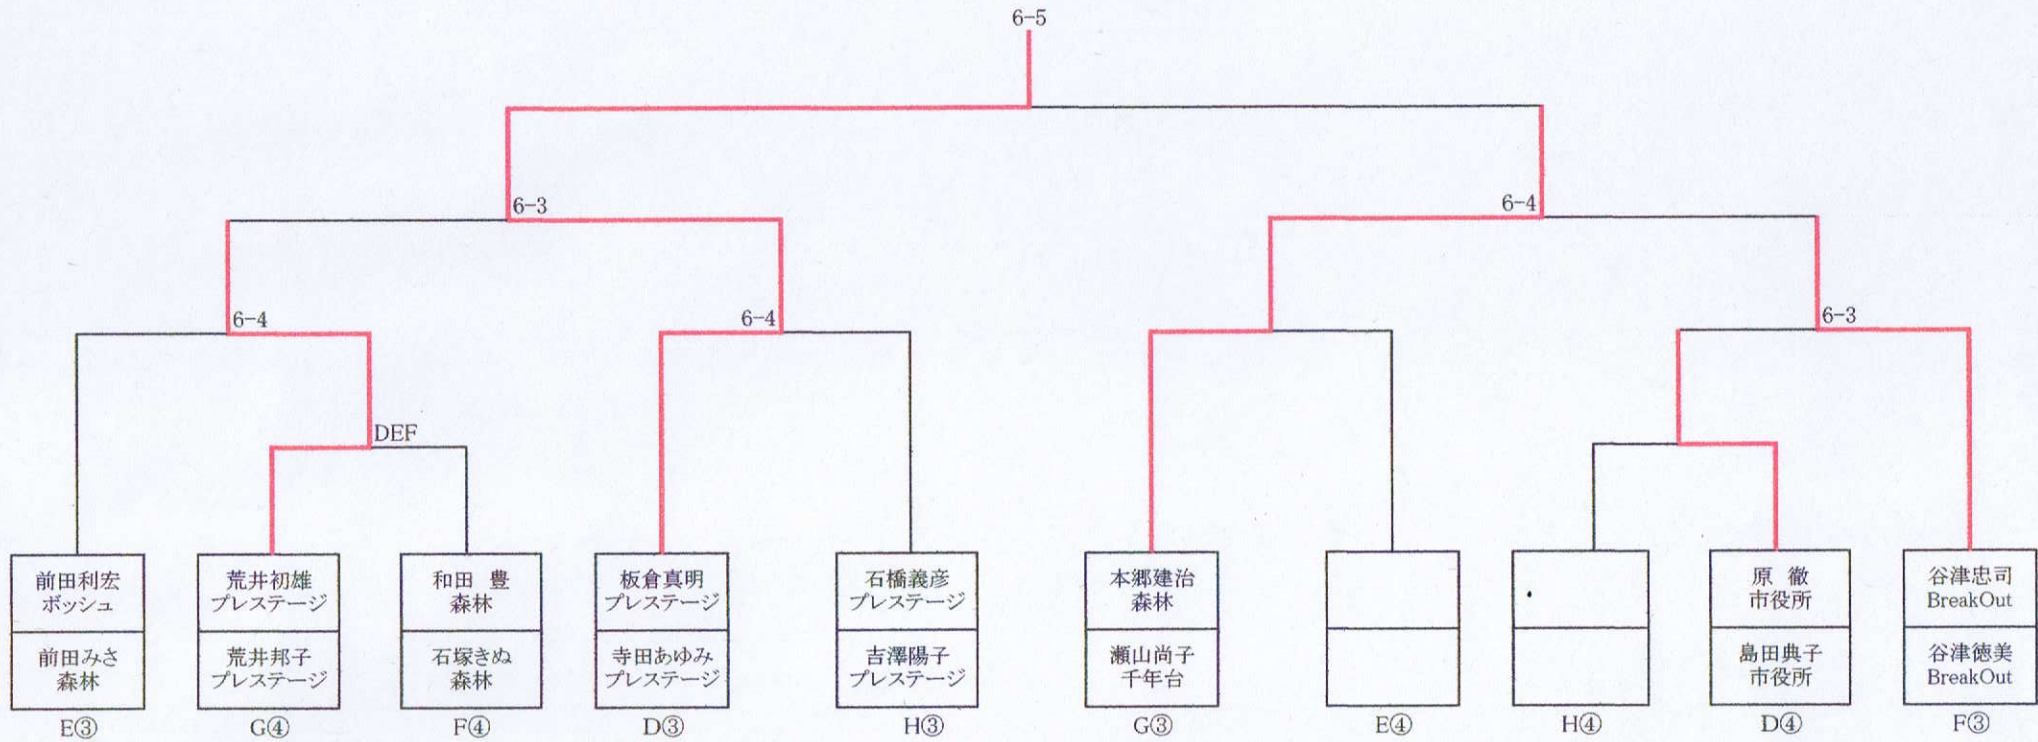 6-5
6-3
6-4
6-4
6-4
6-3
DEF
前田利宏
ボッシュ
前田みさ
森林
E③
荒井初雄
プレステージ
荒井邦子
プレステージ
G④
和田 豊
森林
石塚きぬ
森林
F④
板倉真明
プレステージ
寺田あゆみ
プレステージ
D③
石橋義彦
プレステージ
吉澤陽子
プレステージ
H③
本郷建治
森林
瀬山尚子
千年台
G③
E④
H④
原 徹
市役所
島田典子
市役所
D④
谷津忠司
BreakOut
谷津徳美
BreakOut
F③